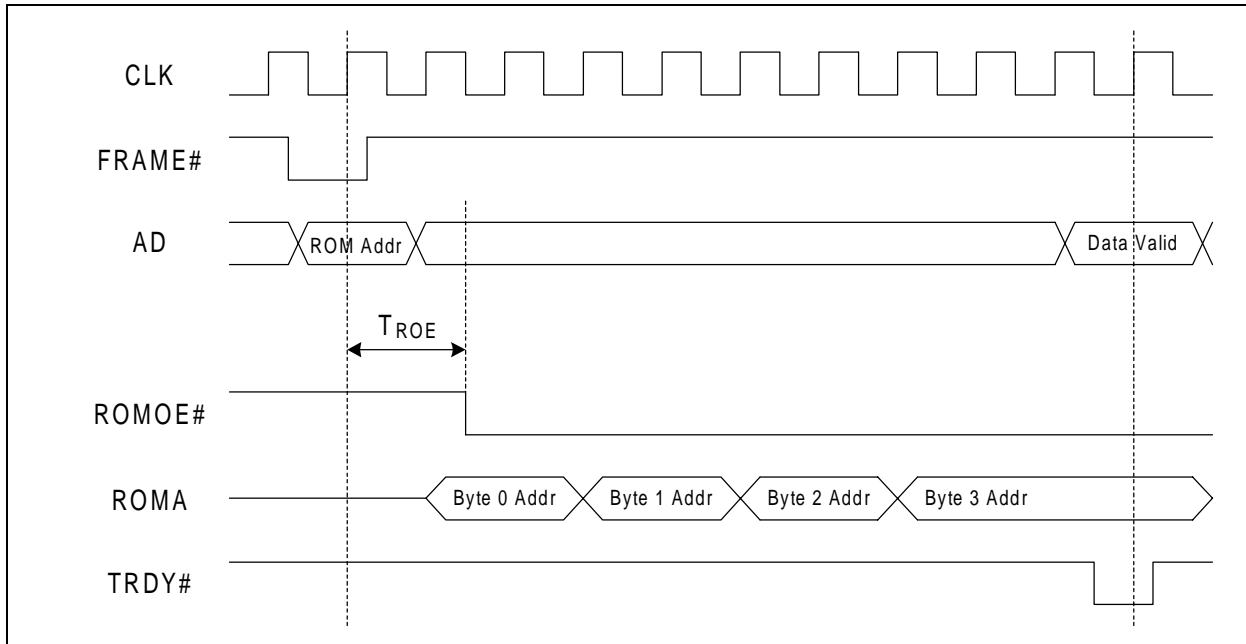 CLK
FRAME#
AD
ROM Addr
Data Valid
TROE
ROMOE#
ROMA
Byte 0 Addr
Byte 1 Addr
Byte 2 Addr
Byte 3 Addr
TRDY#